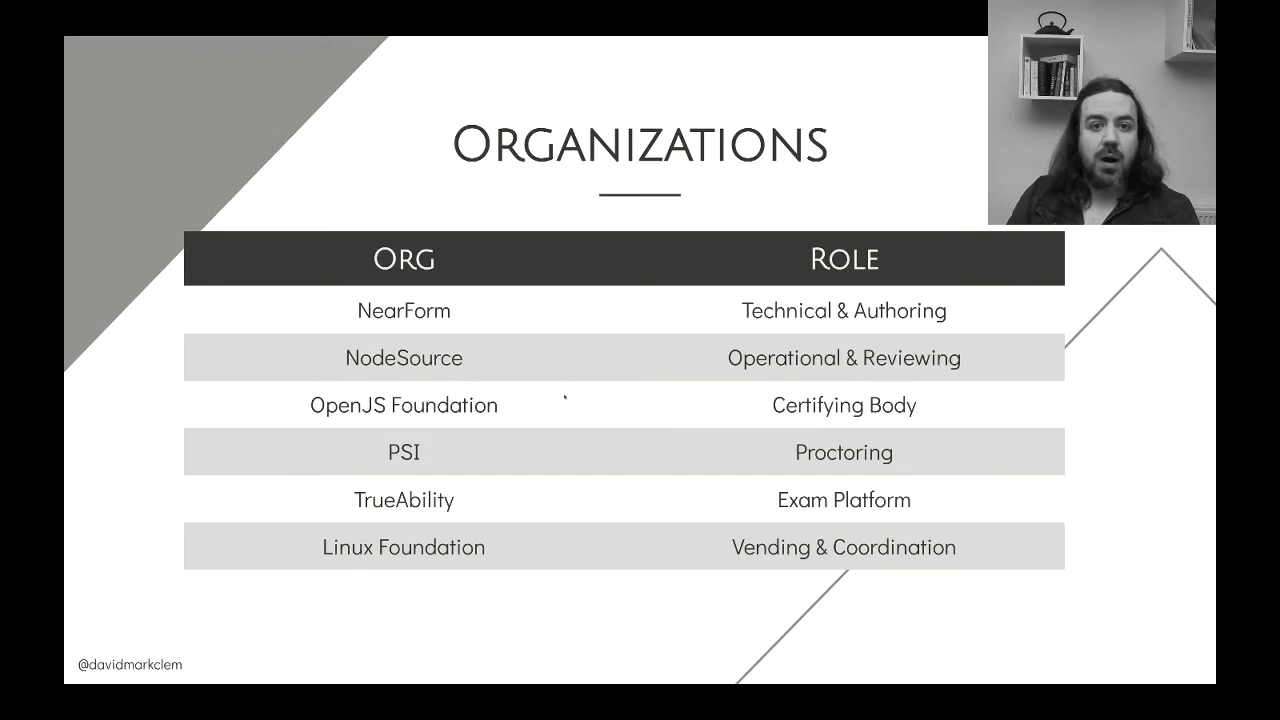 ORGANIZATIONS
ORG ROLE
NearForm Technical & Authoring
NodeSource Operational & Reviewing
OpenJS Foundation Certifying Body
PSI Proctoring
TrueAbility Exam Platform
Linux Foundation Vending & Coordination
@davidmarkclem